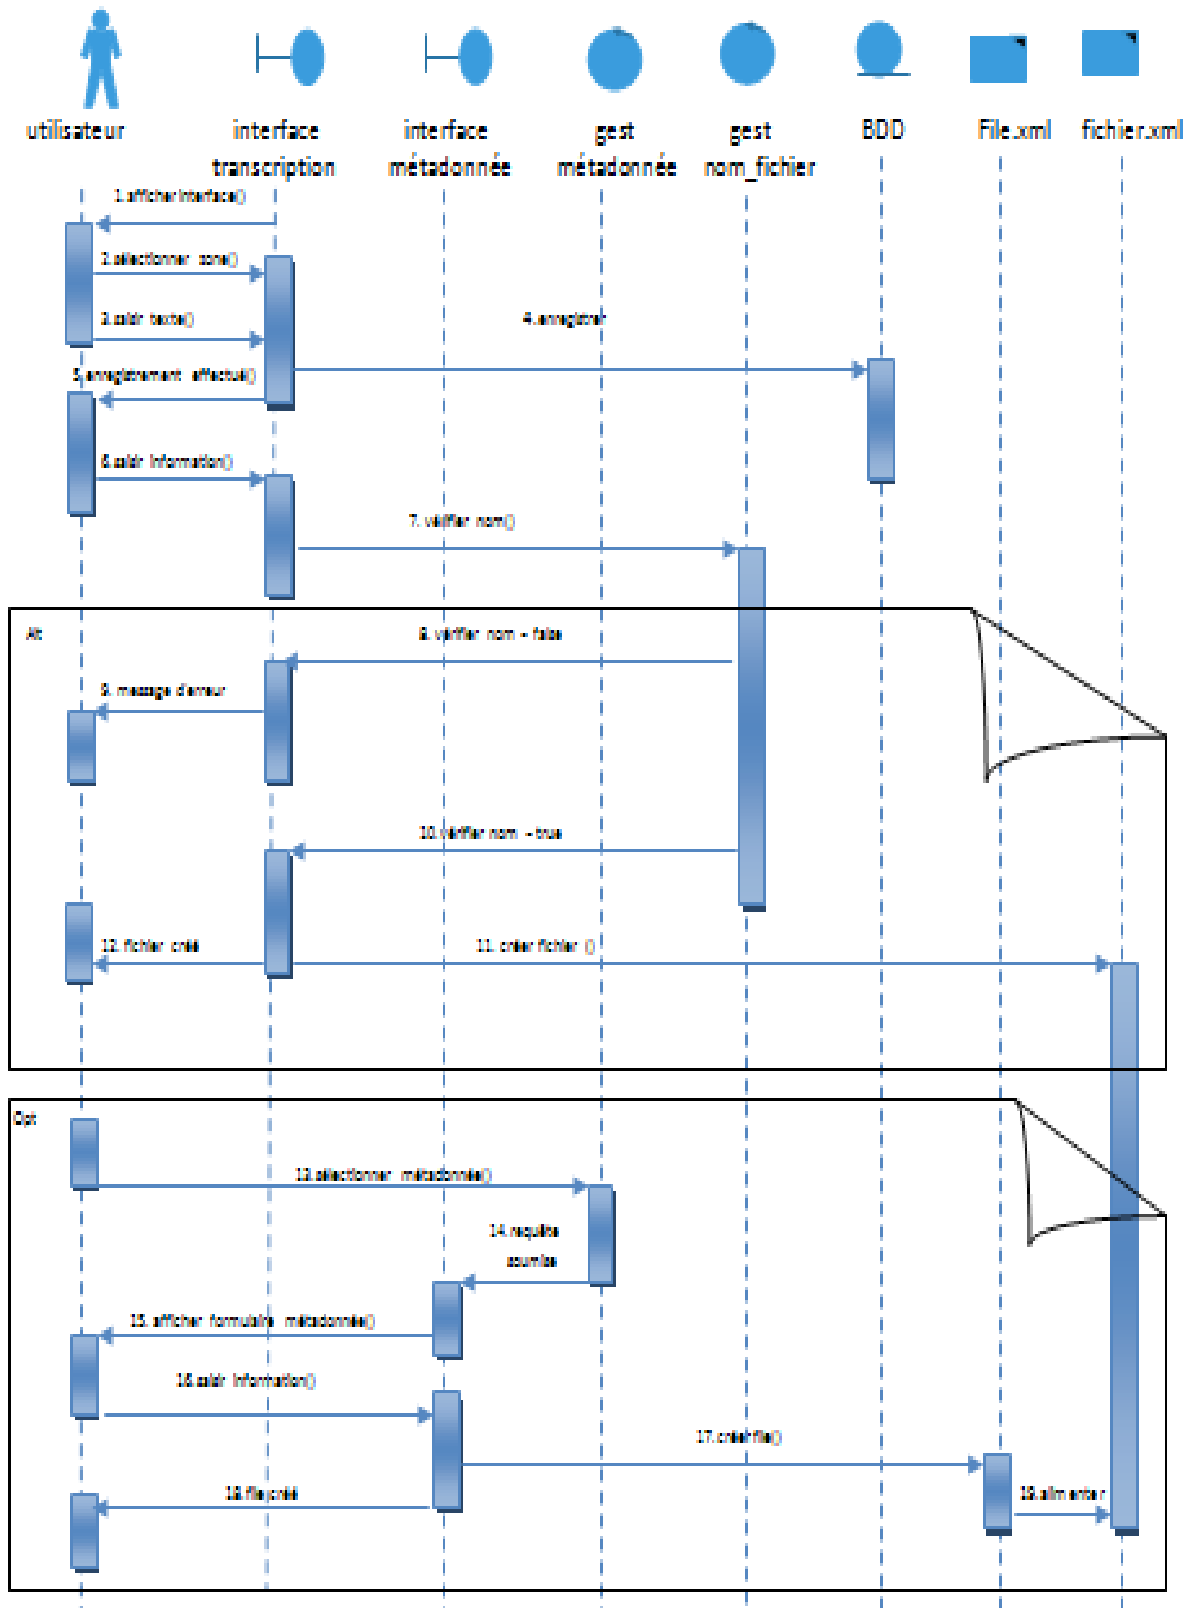 utilisateur
interface
transcription
interface
métadonnée
gest
métadonnée
gest
nom_fichier
BDD
File.xml
fichier.xml
1.afficher interface()
2.sélectionner zone()
3.saisir texte()
4.enregistrer
5.enregistrement effectué()
6.saisir information()
7. vérifier nom()
Alt
8. vérifier nom = false
9. message d'erreur
10. vérifier nom = true
12. fichier créé
11. créer fichier ()
Opt
13.sélectionner métadonnée()
14.requête
soumise
15. afficher formulaire métadonnée()
16.saisir information()
17.créer file()
18.file créé
19.alimenter